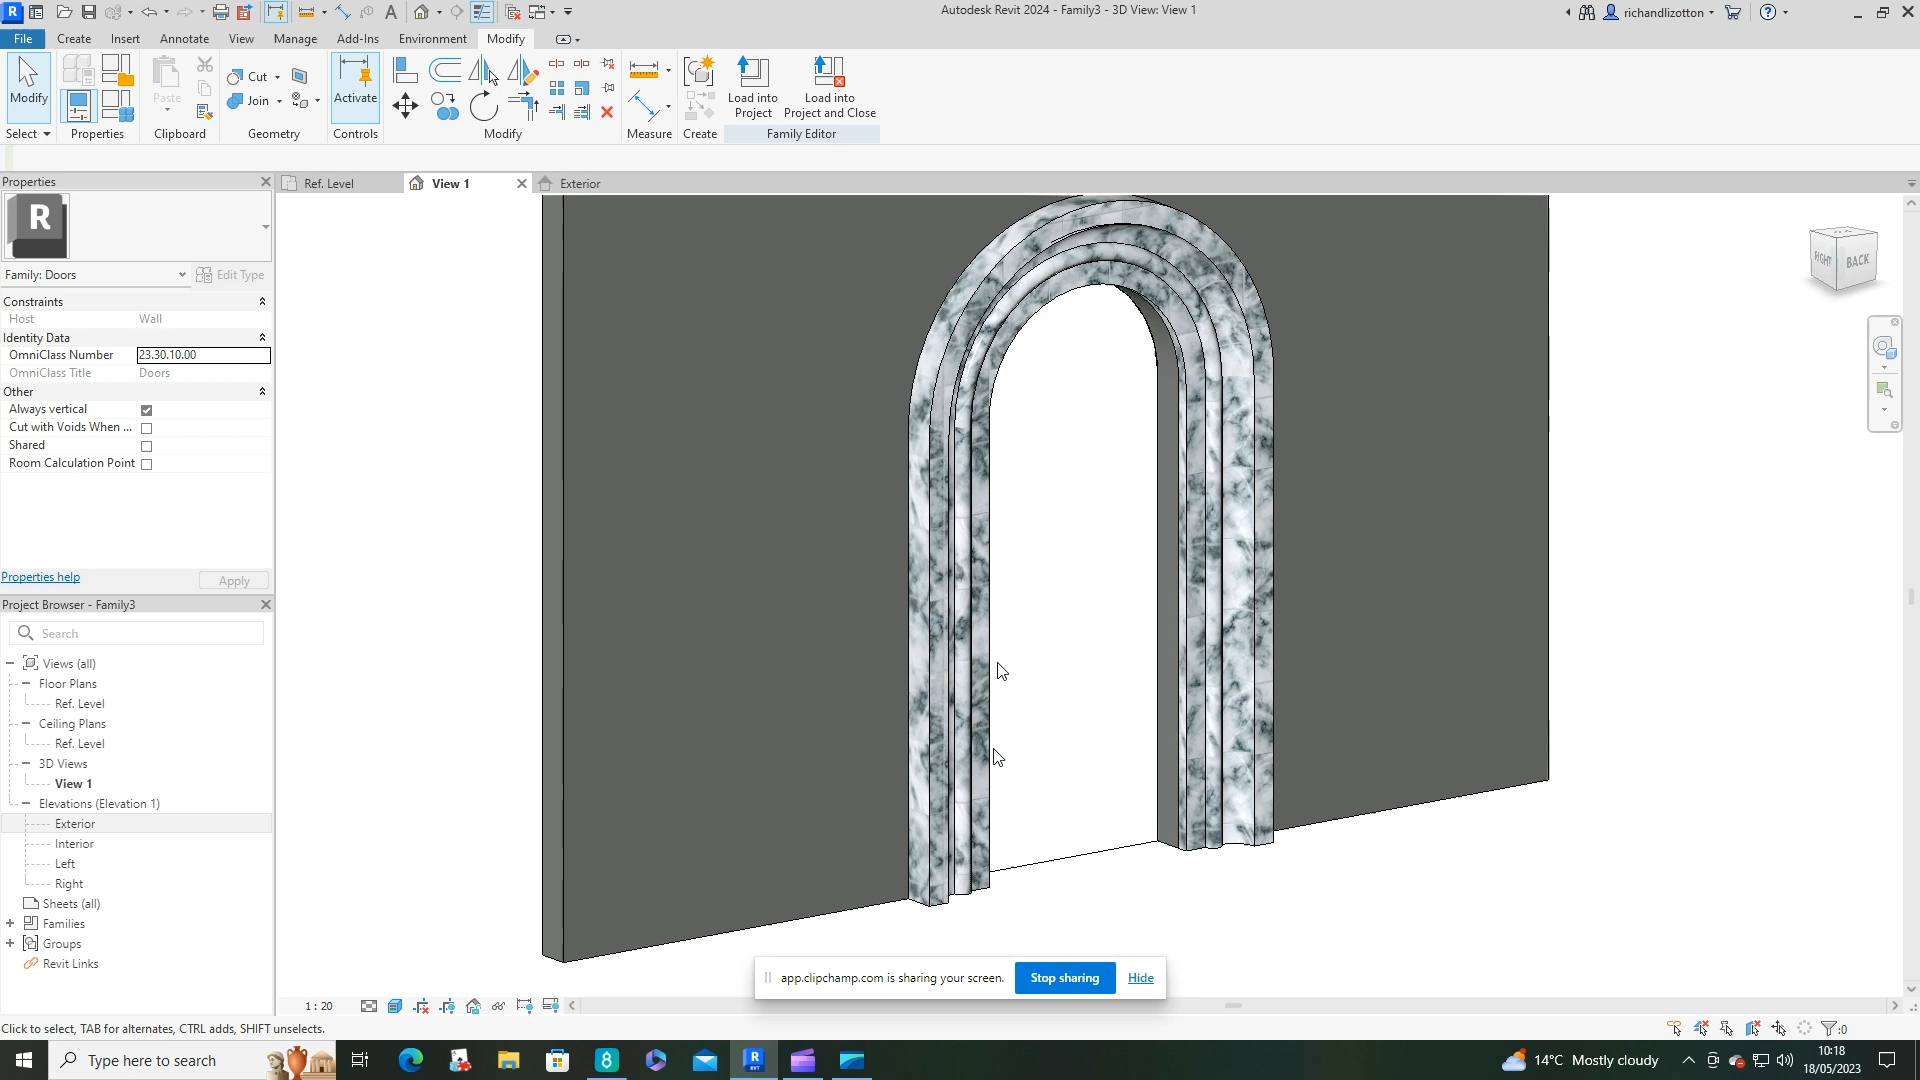 Autodesk Revit 2024 - Family3 - 3D View: View 1
richandlizotton
File Create Insert Annotate View Manage Add-Ins Environment Modify
Modify
Select
Properties
Paste
Clipboard
Cut
Join
Geometry
Activate
Controls
Modify
Measure
Create
Load into
Project
Load into
Project and Close
Family Editor
Properties
Ref. Level
View 1
Exterior
R
Family: Doors
Edit Type
Constraints
Host Wall
Identity Data
OmniClass Number 23.30.10.00
OmniClass Title Doors
Other
Always vertical
Cut with Voids When ...
Shared
Room Calculation Point
Properties help
Apply
Project Browser - Family3
Search
Views (all)
Floor Plans
Ref. Level
Ceiling Plans
Ref. Level
3D Views
View 1
Elevations (Elevation 1)
Exterior
Interior
Left
Right
Sheets (all)
Families
Groups
Revit Links
RIGHT
BACK
app.clipchamp.com is sharing your screen.
Stop sharing
Hide
1 : 20
Click to select, TAB for alternates, CTRL adds, SHIFT unselects.
:0
Type here to search
14°C Mostly cloudy
10:18
18/05/2023